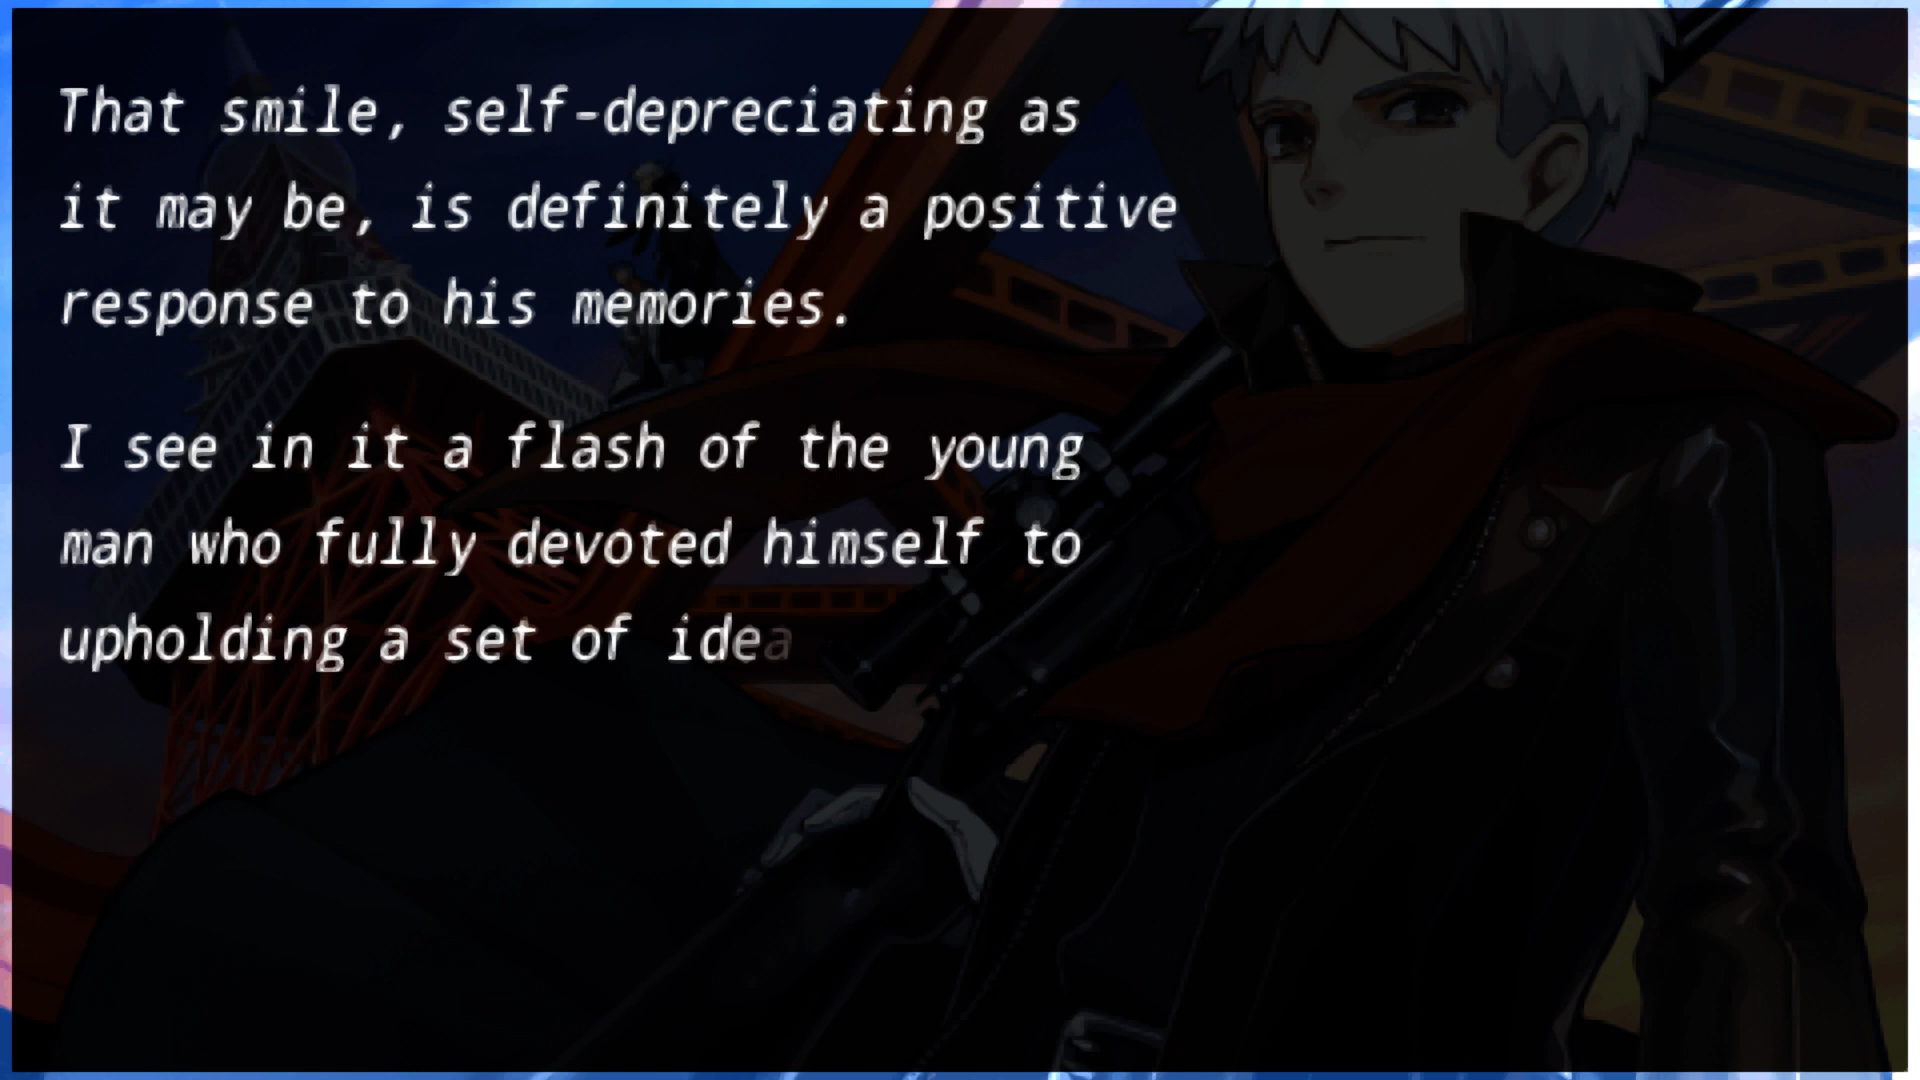 That smile, self-depreciating as
it may be, is definitely a positive
response to his memories.
I see in it a flash of the young
man who fully devoted himself to
upholding a set of idea